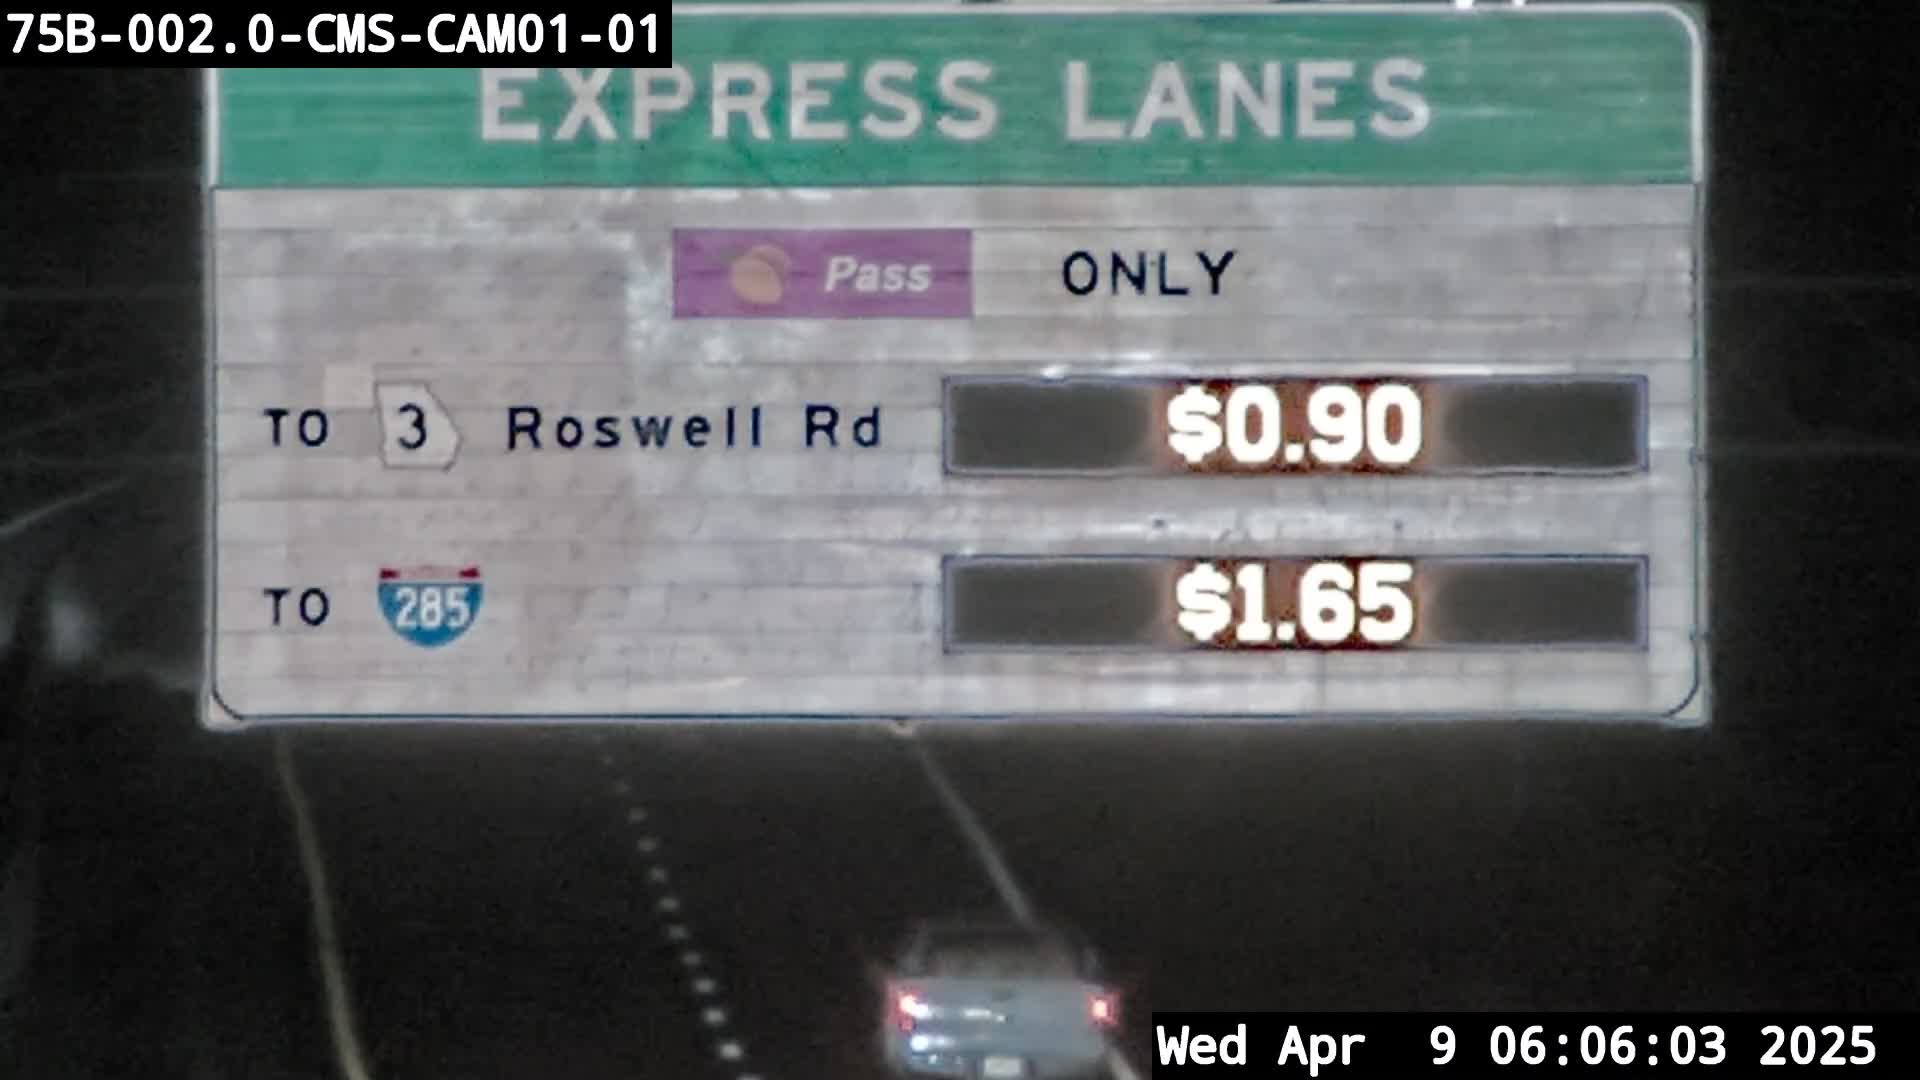 75B-002.0-CMS-CAM01-01
EXPRESS LANES
Pass ONLY
TO 3 Roswell Rd $0.90
TO 285 $1.65
Wed Apr 9 06:06:03 2025